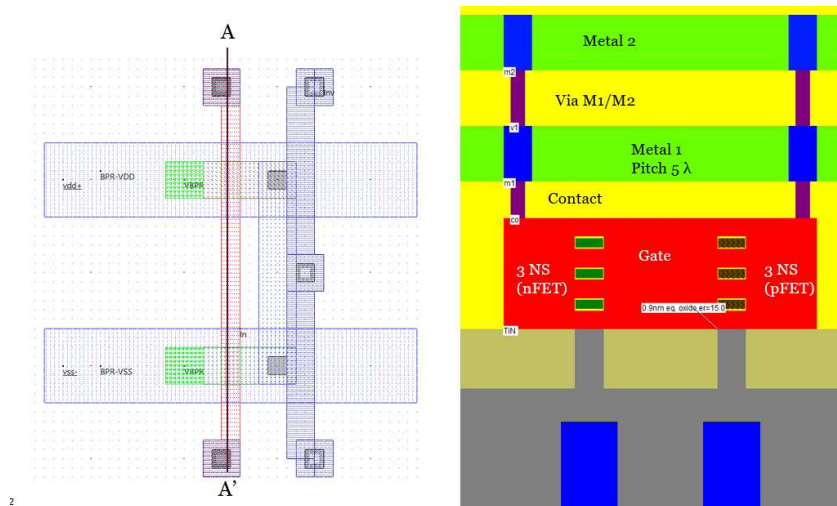 A
Inv
BPR-VDD
vdd+
VBPR
In
vss-
BPR-VSS
VBPR
A’
2
Metal 2
m2
Via M1/M2
v1
Metal 1
Pitch 5 λ
m1
Contact
co
Gate
3 NS
(nFET)
3 NS
(pFET)
0.9nm eq. oxide,er=15.0
TiN